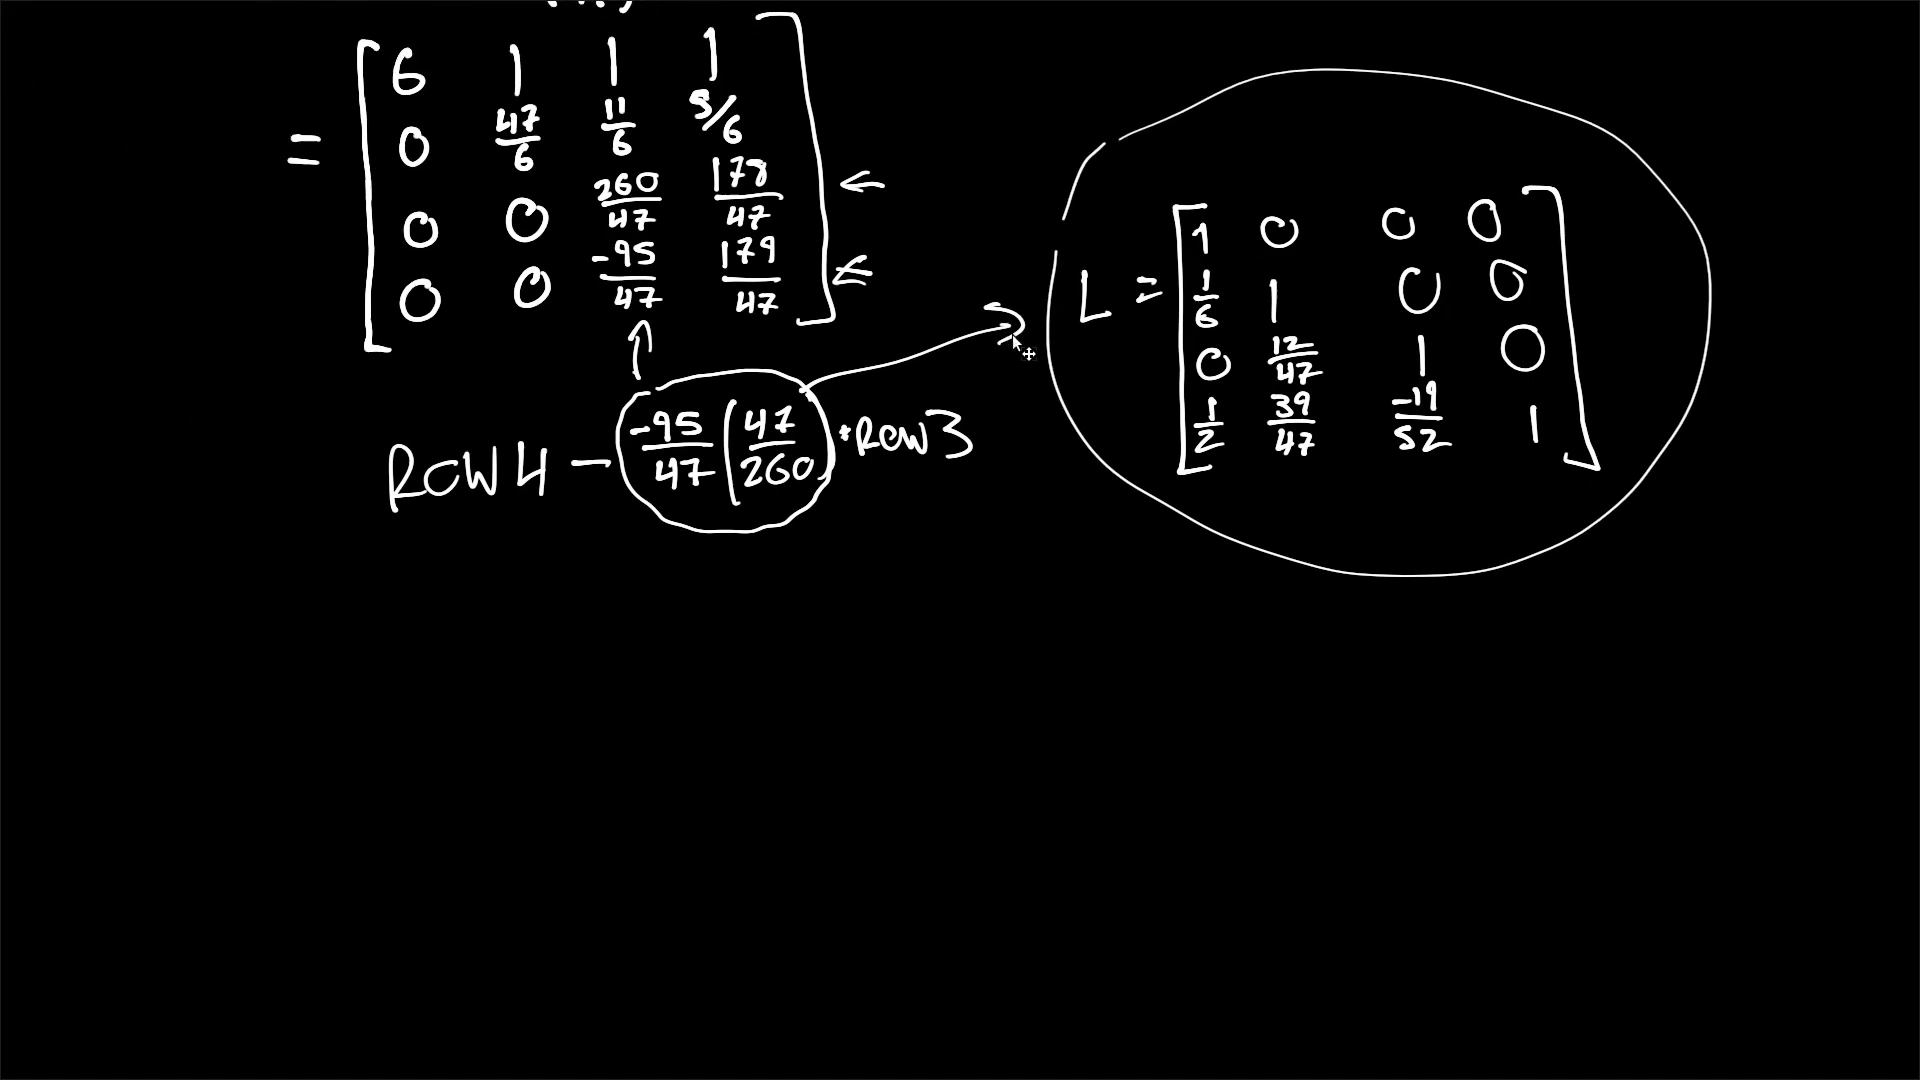 = [ 6 1 1 1
0 47/6 11/6 5/6
0 0 260/47 178/47 ←
0 0 -95/47 179/47 ] ←
↑
ROW 4 - -95/47 (47/260) * ROW 3
L = [ 1 0 0 0
1/6 1 0 0
0 12/47 1 0
1/2 39/47 -19/52 1 ]